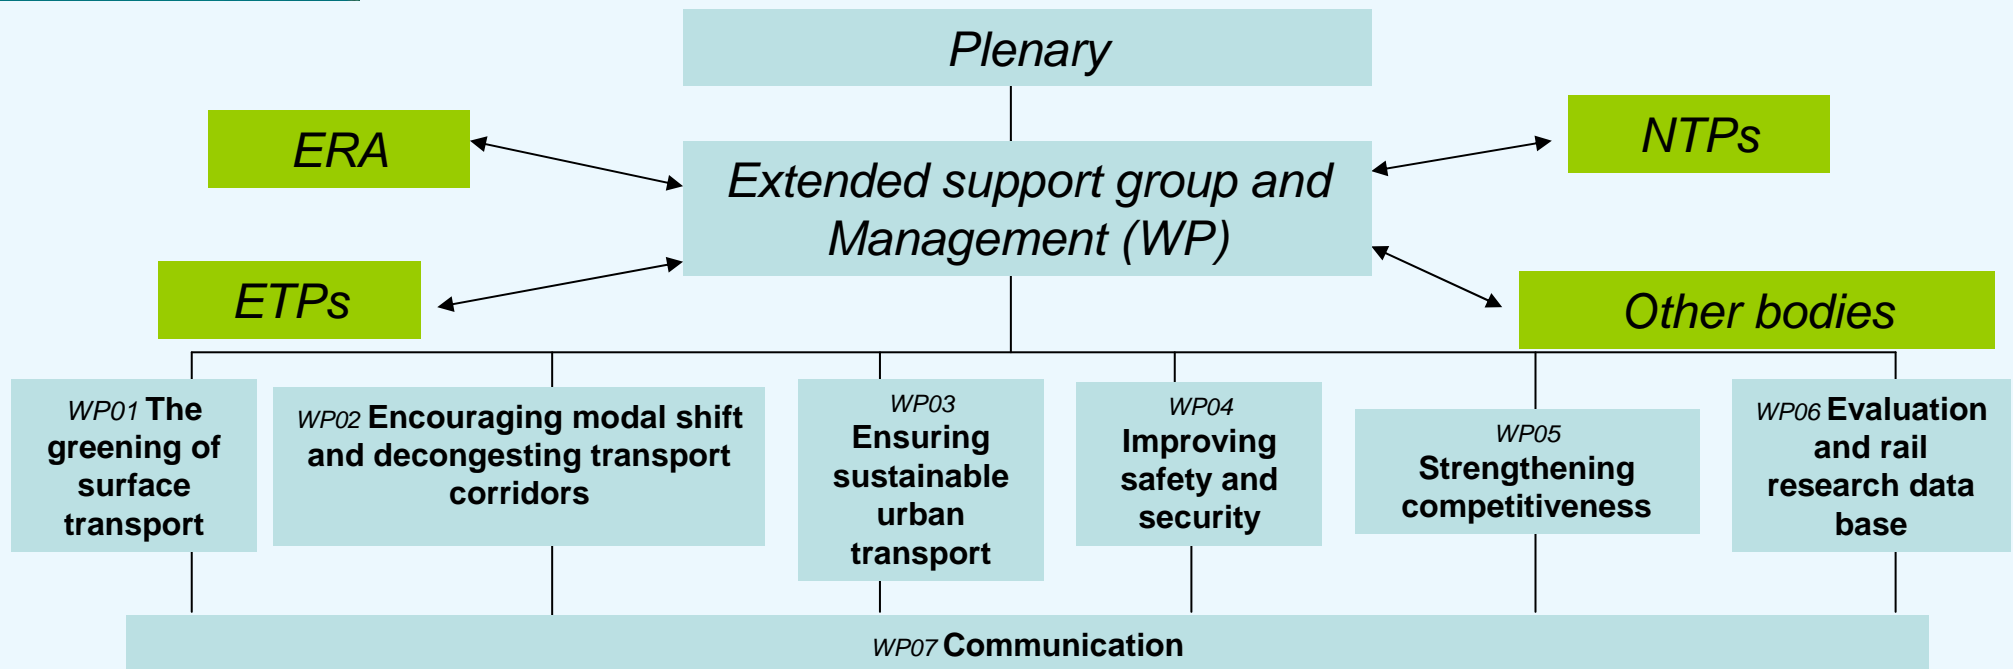 Plenary
ERA
NTPs
Extended support group and
Management (WP)
ETPs
Other bodies
WP01 The
greening of
surface
transport
WP02 Encouraging modal shift
and decongesting transport
corridors
WP03
Ensuring
sustainable
urban
transport
WP04
Improving
safety and
security
WP05
Strengthening
competitiveness
WP06 Evaluation
and rail
research data
base
WP07 Communication